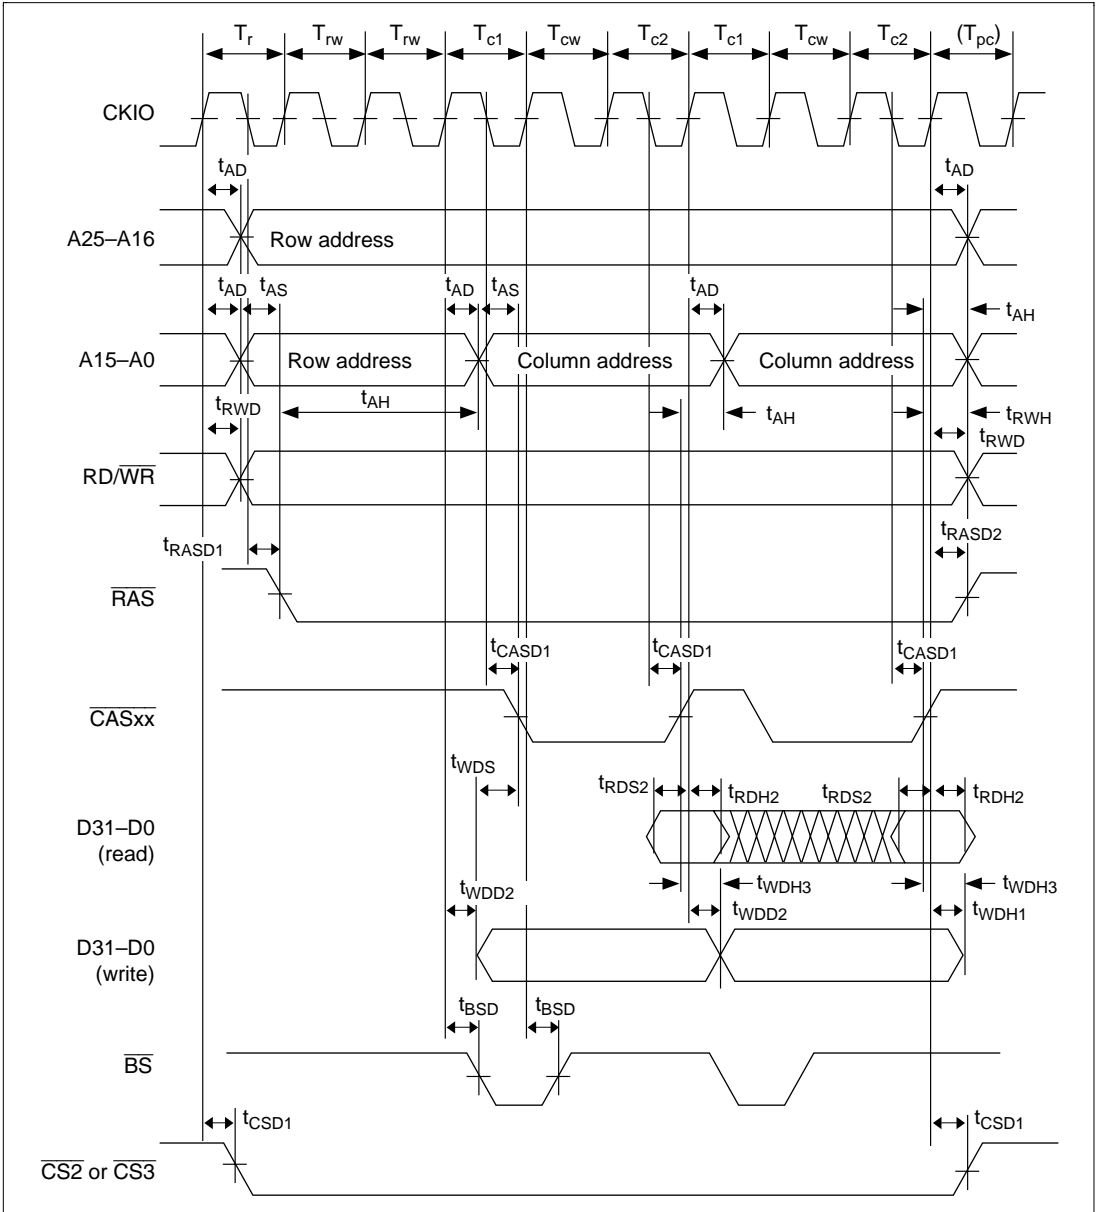 Tr Trw Trw Tc1 Tcw Tc2 Tc1 Tcw Tc2 (Tpc)
CKIO
tAD tAD
A25–A16 Row address
tAD tAS tAD tAS tAD tAH
A15–A0 Row address Column address Column address
tRWD tAH tAH tRWH
tRWD
RD/WR
tRASD1 tRASD2
RAS
tCASD1 tCASD1 tCASD1
CASxx
tWDS
tRDS2 tRDH2 tRDS2 tRDH2
D31–D0
(read)
tWDH3 tWDH3
tWDD2 tWDD2 tWDH1
D31–D0
(write)
tBSD tBSD
BS
tCSD1 tCSD1
CS2 or CS3